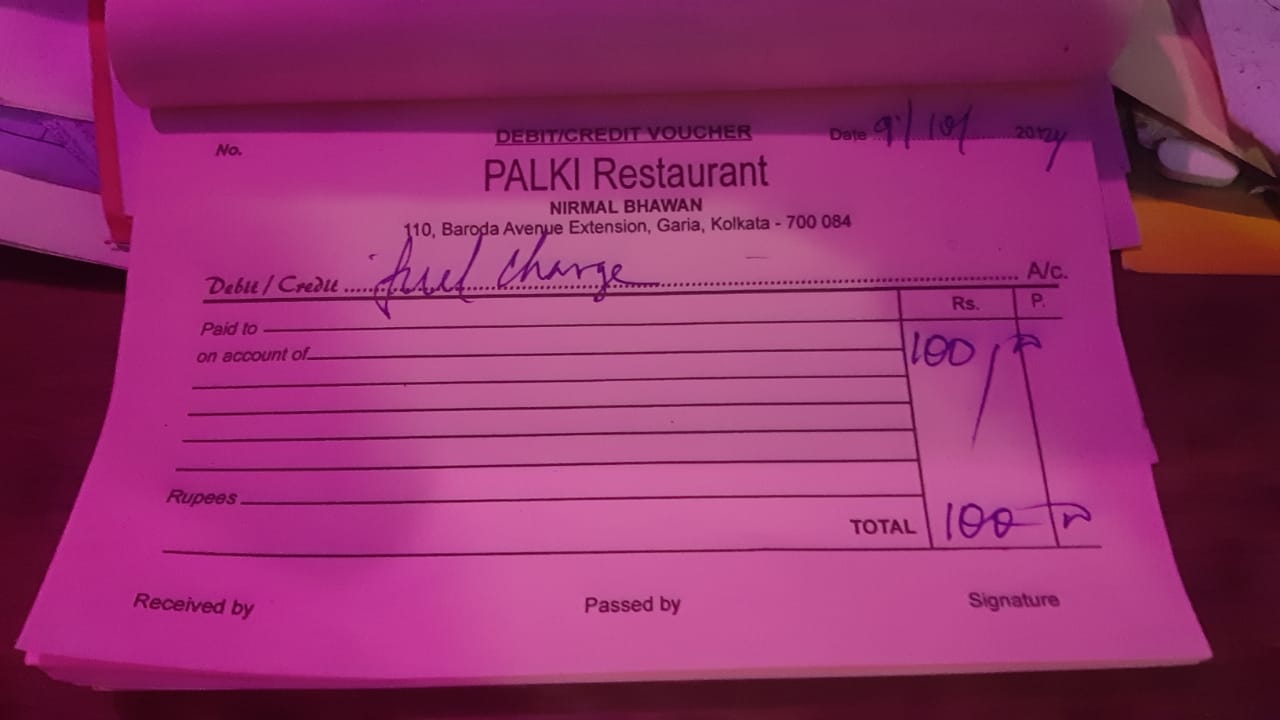 DEBIT/CREDIT VOUCHER
No.
Date 9/10/ 2024
PALKI Restaurant
NIRMAL BHAWAN
110, Baroda Avenue Extension, Garia, Kolkata - 700 084
Debit / Credit fuel charge A/c.
Rs. P.
Paid to
on account of 100/-
Rupees
TOTAL 100
Received by Passed by Signature